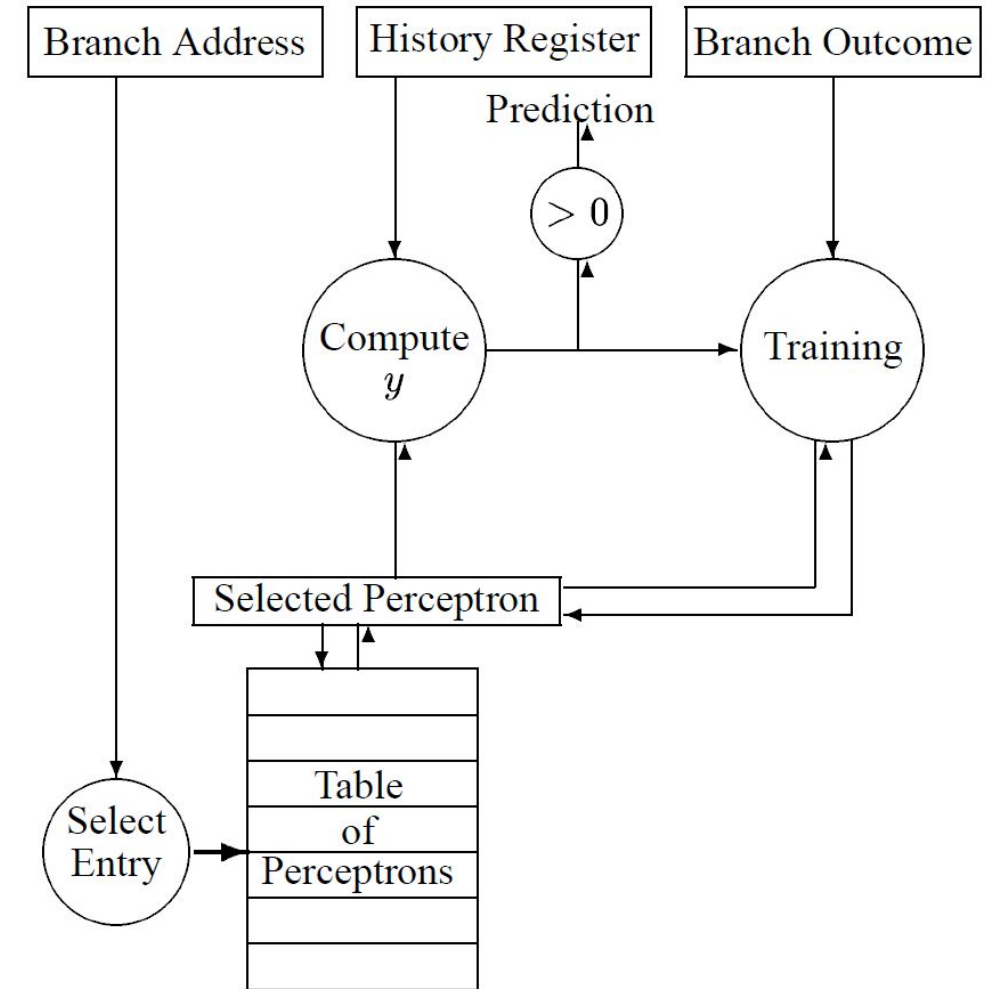 Branch Address
History Register
Branch Outcome
Prediction
> 0
Compute
y
Training
Selected Perceptron
Table
of
Perceptrons
Select
Entry